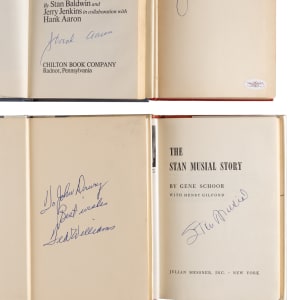 By Stan Baldwin and
Jerry Jenkins in collaboration with
Hank Aaron
Hank Aaron
CHILTON BOOK COMPANY
Radnor, Pennsylvania
To John Drury
Best wishes
Ted Williams
THE
STAN MUSIAL STORY
BY GENE SCHOOR
WITH HENRY GILFOND
Stan Musial
JULIAN MESSNER, INC. - NEW YORK